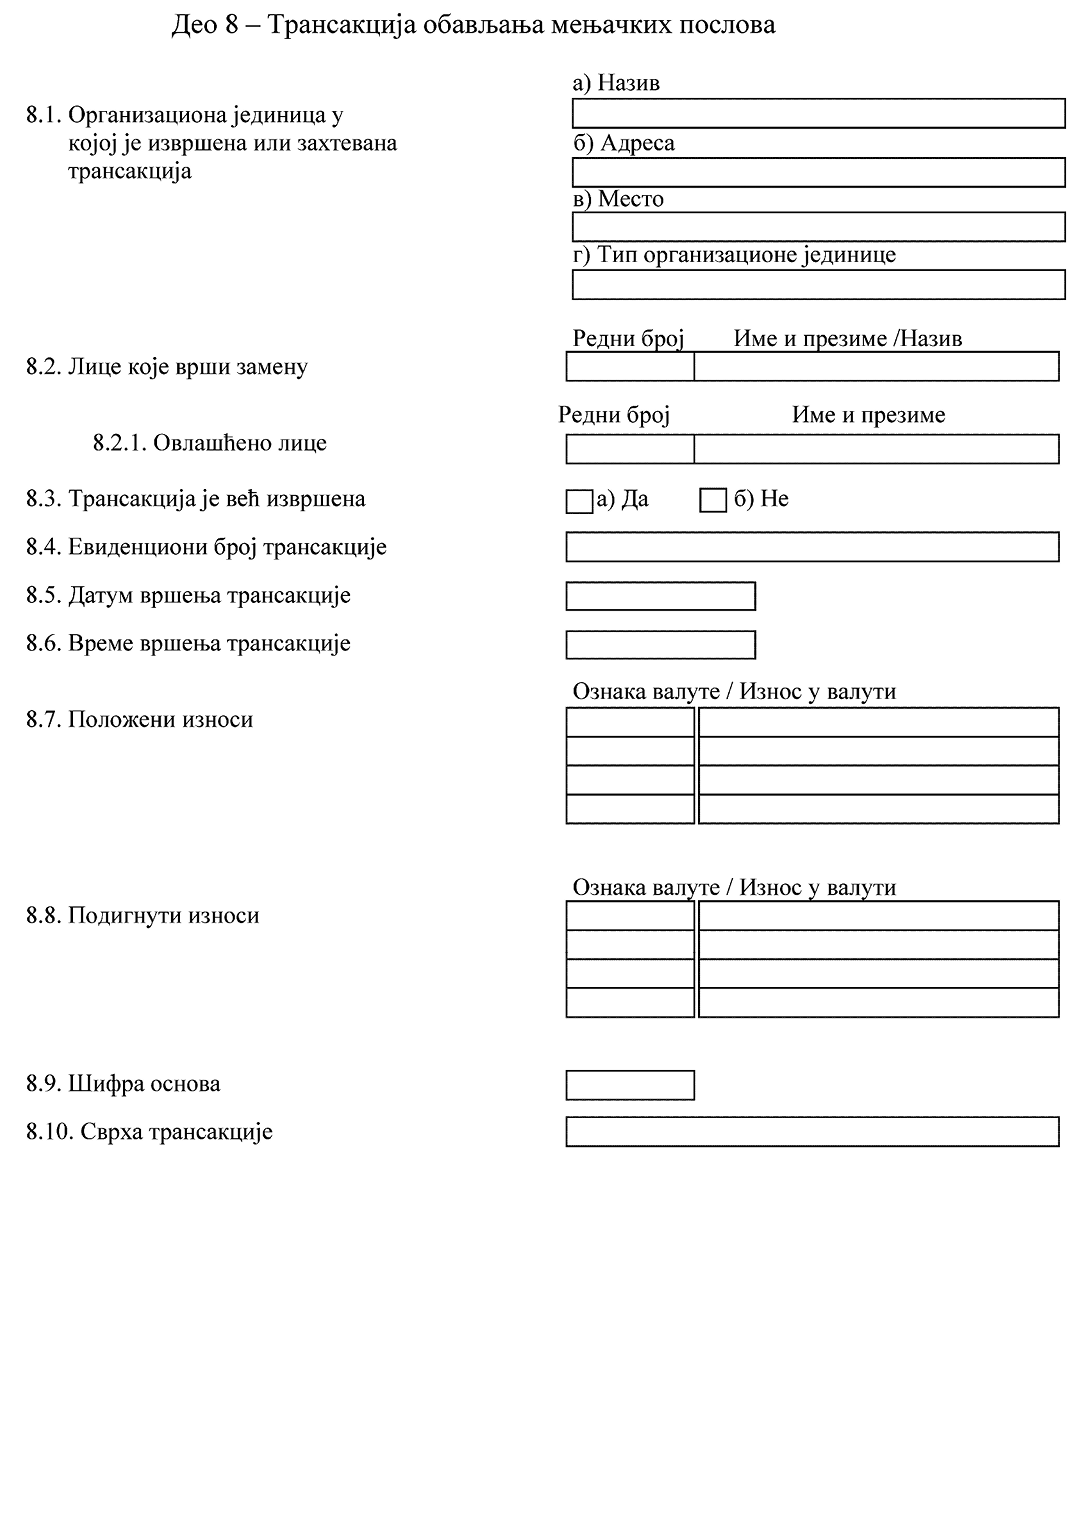 Део 8 – Трансакција обављања мењачких послова
а) Назив
8.1. Организациона јединица у
којој је извршена или захтевана
трансакција
б) Адреса
в) Место
г) Тип организационе јединице
Редни број Име и презиме /Назив
8.2. Лице које врши замену
Редни број Име и презиме
8.2.1. Овлашћено лице
8.3. Трансакција је већ извршена а) Да б) Не
8.4. Евиденциони број трансакције
8.5. Датум вршења трансакције
8.6. Време вршења трансакције
Ознака валуте / Износ у валути
8.7. Положени износи
Ознака валуте / Износ у валути
8.8. Подигнути износи
8.9. Шифра основа
8.10. Сврха трансакције